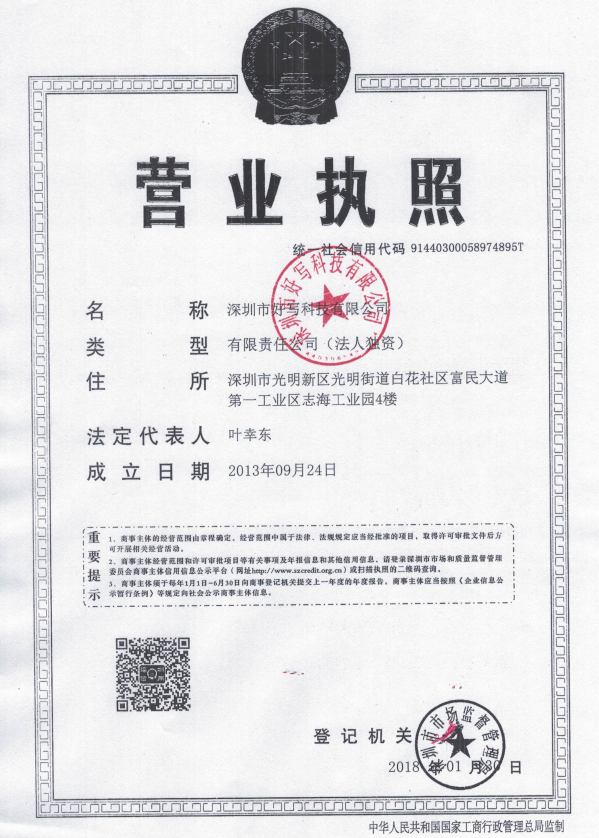 营业执照
统一社会信用代码 91440300058974895T
名称 深圳市好写科技有限公司
类型 有限责任公司（法人独资）
住所 深圳市光明新区光明街道白花社区富民大道
第一工业区志海工业园4楼
法定代表人 叶幸东
成立日期 2013年09月24日
重要提示
1、商事主体的经营范围由章程确定。经营范围中属于法律、法规规定应当经批准的项目，取得许可审批文件后方
可开展相关经营活动。
2、商事主体经营范围和许可审批项目等有关事项及年报信息和其他信用信息，请登录深圳市市场和质量监督管理
委员会商事主体信用信息公示平台（网址http://www.szcredit.org.cn）或扫描执照的二维码查询。
3、商事主体须于每年1月1日-6月30日向商事登记机关提交上一年度的年度报告。商事主体应当按照《企业信息公
示暂行条例》等规定向社会公示商事主体信息。
深圳市好写科技有限公司
登记机关
深圳市市场监督管理局
2018 年 01 月 30 日
中华人民共和国国家工商行政管理总局监制